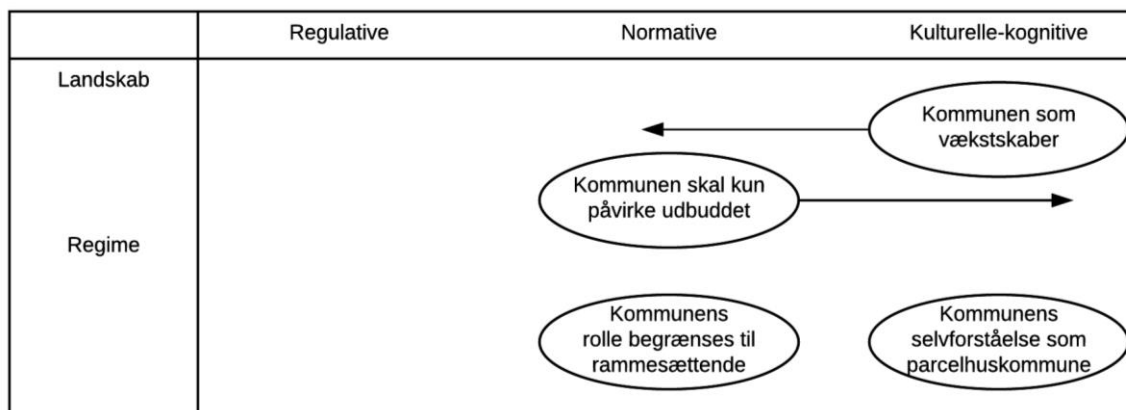 Regulative
Normative
Kulturelle-kognitive
Landskab
Kommunen som
vækstskaber
Kommunen skal kun
påvirke udbuddet
Regime
Kommunens
rolle begrænses til
rammesættende
Kommunens
selvforståelse som
parcelhuskommune